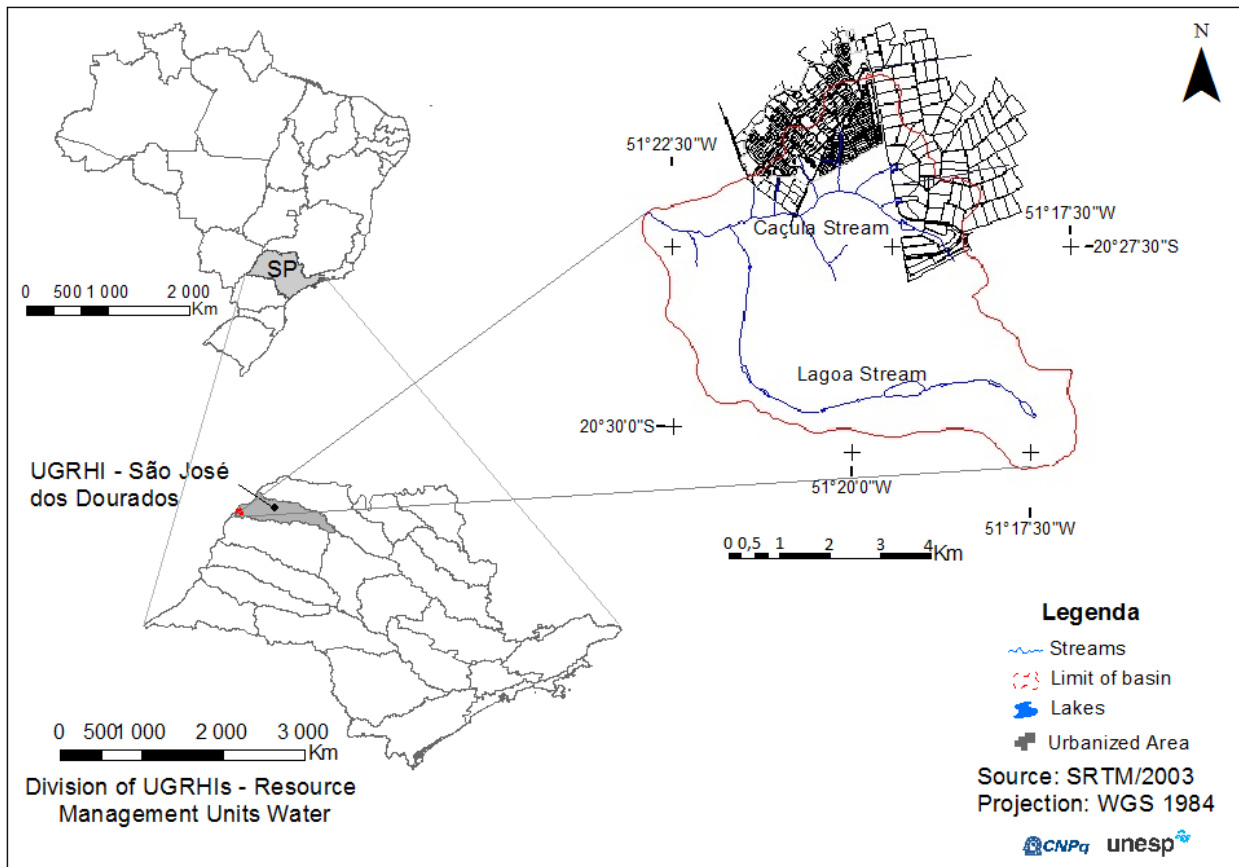 N
51°22'30"W
51°17'30"W
20°27'30"S
Caçula Stream
SP
0 500 1 000 2 000
Km
Lagoa Stream
20°30'0"S
51°20'0"W
51°17'30"W
UGRHI - São José
dos Dourados
0 0,5 1 2 3 4
Km
Legenda
Streams
Limit of basin
Lakes
Urbanized Area
0 5001 000 2 000 3 000
Km
Division of UGRHIs - Resource
Management Units Water
Source: SRTM/2003
Projection: WGS 1984
CNPq unesp